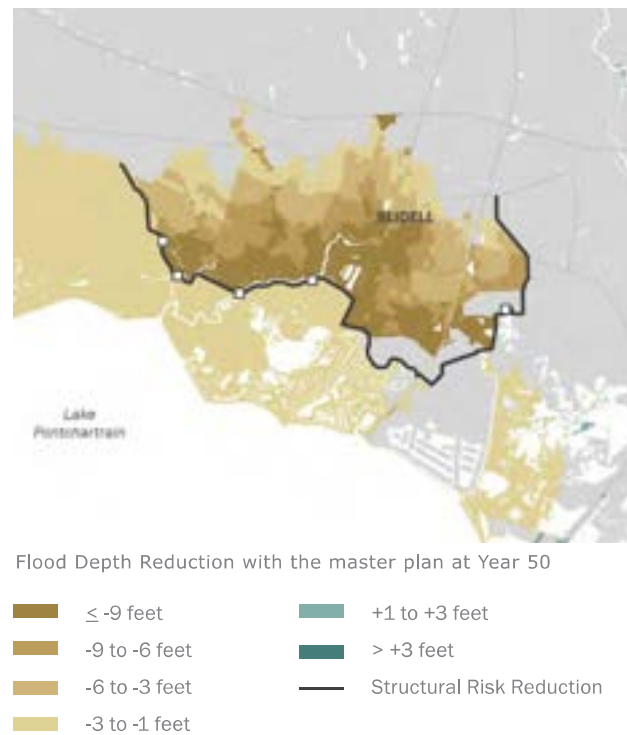 SLIDELL
Lake
Pontchartrain
Flood Depth Reduction with the master plan at Year 50
≤ -9 feet
-9 to -6 feet
-6 to -3 feet
-3 to -1 feet
+1 to +3 feet
> +3 feet
Structural Risk Reduction